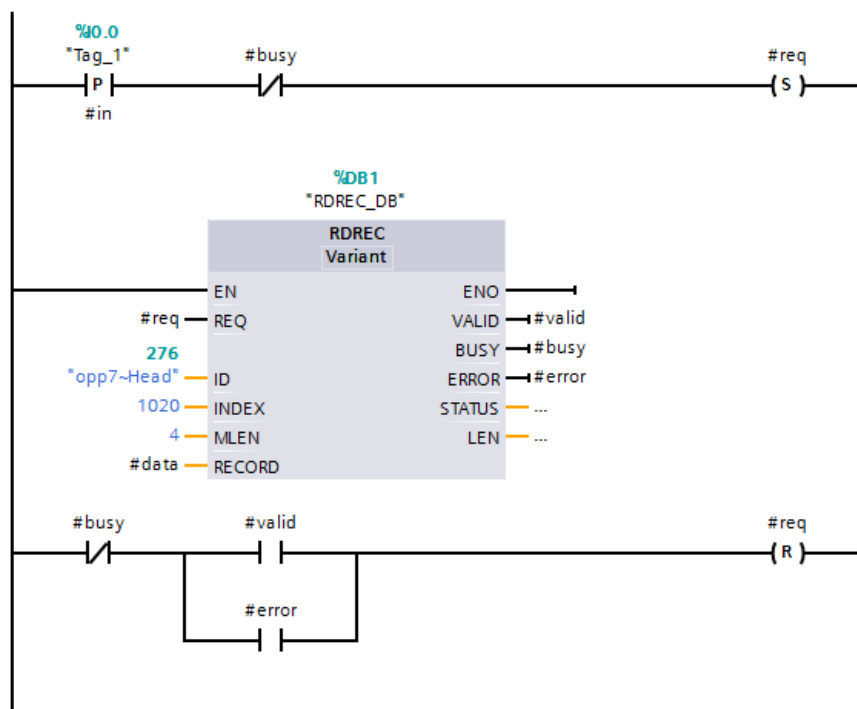 %I0.0
"Tag_1" #busy #req
P S
#in
%DB1
"RDREC_DB"
RDREC
Variant
EN ENO
#req REQ VALID #valid
BUSY #busy
276
"opp7~Head" ID ERROR #error
1020 INDEX STATUS ...
4 MLEN LEN ...
#data RECORD
#busy #valid #req
R
#error